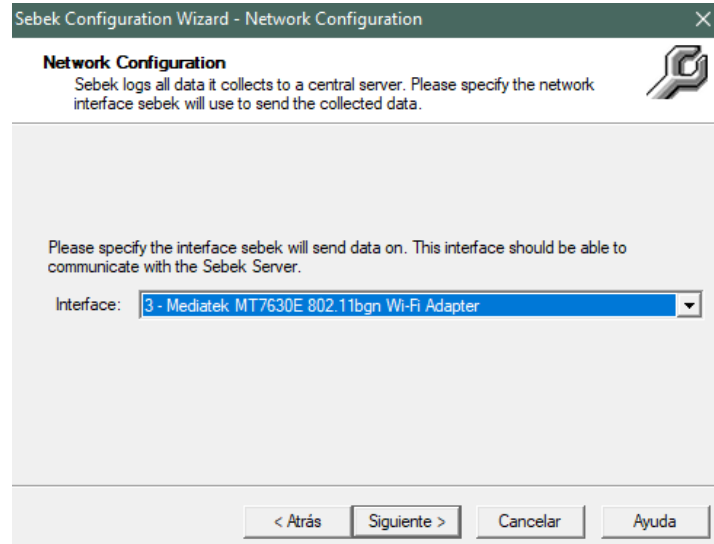 Sebek Configuration Wizard - Network Configuration
Network Configuration
Sebek logs all data it collects to a central server. Please specify the network
interface sebek will use to send the collected data.
Please specify the interface sebek will send data on. This interface should be able to
communicate with the Sebek Server.
Interface: 3 - Mediatek MT7630E 802.11bgn Wi-Fi Adapter
< Atrás Siguiente > Cancelar Ayuda